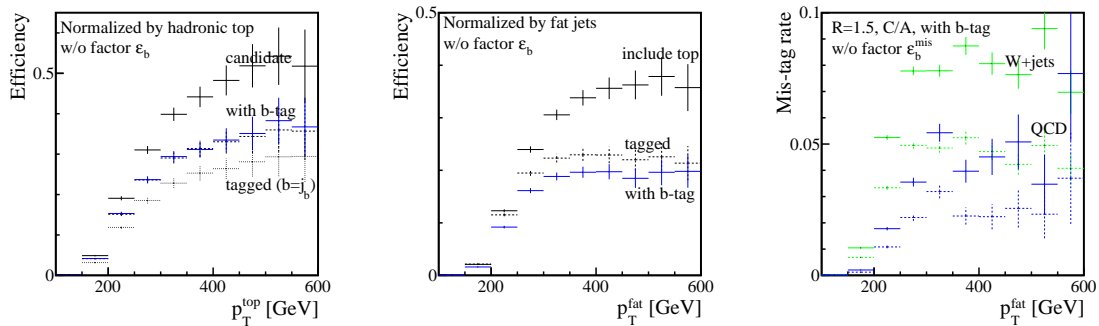 Normalized by hadronic top
w/o factor ε_b
candidate
with b-tag
tagged (b=j_b)
Efficiency
0.5
0
200 400 600
p_T^top [GeV]
Normalized by fat jets
w/o factor ε_b
include top
tagged
with b-tag
Efficiency
0.5
0
200 400 600
p_T^fat [GeV]
R=1.5, C/A, with b-tag
w/o factor ε_b^mis
W+jets
QCD
Mis-tag rate
0.1
0.05
0
200 400 600
p_T^fat [GeV]